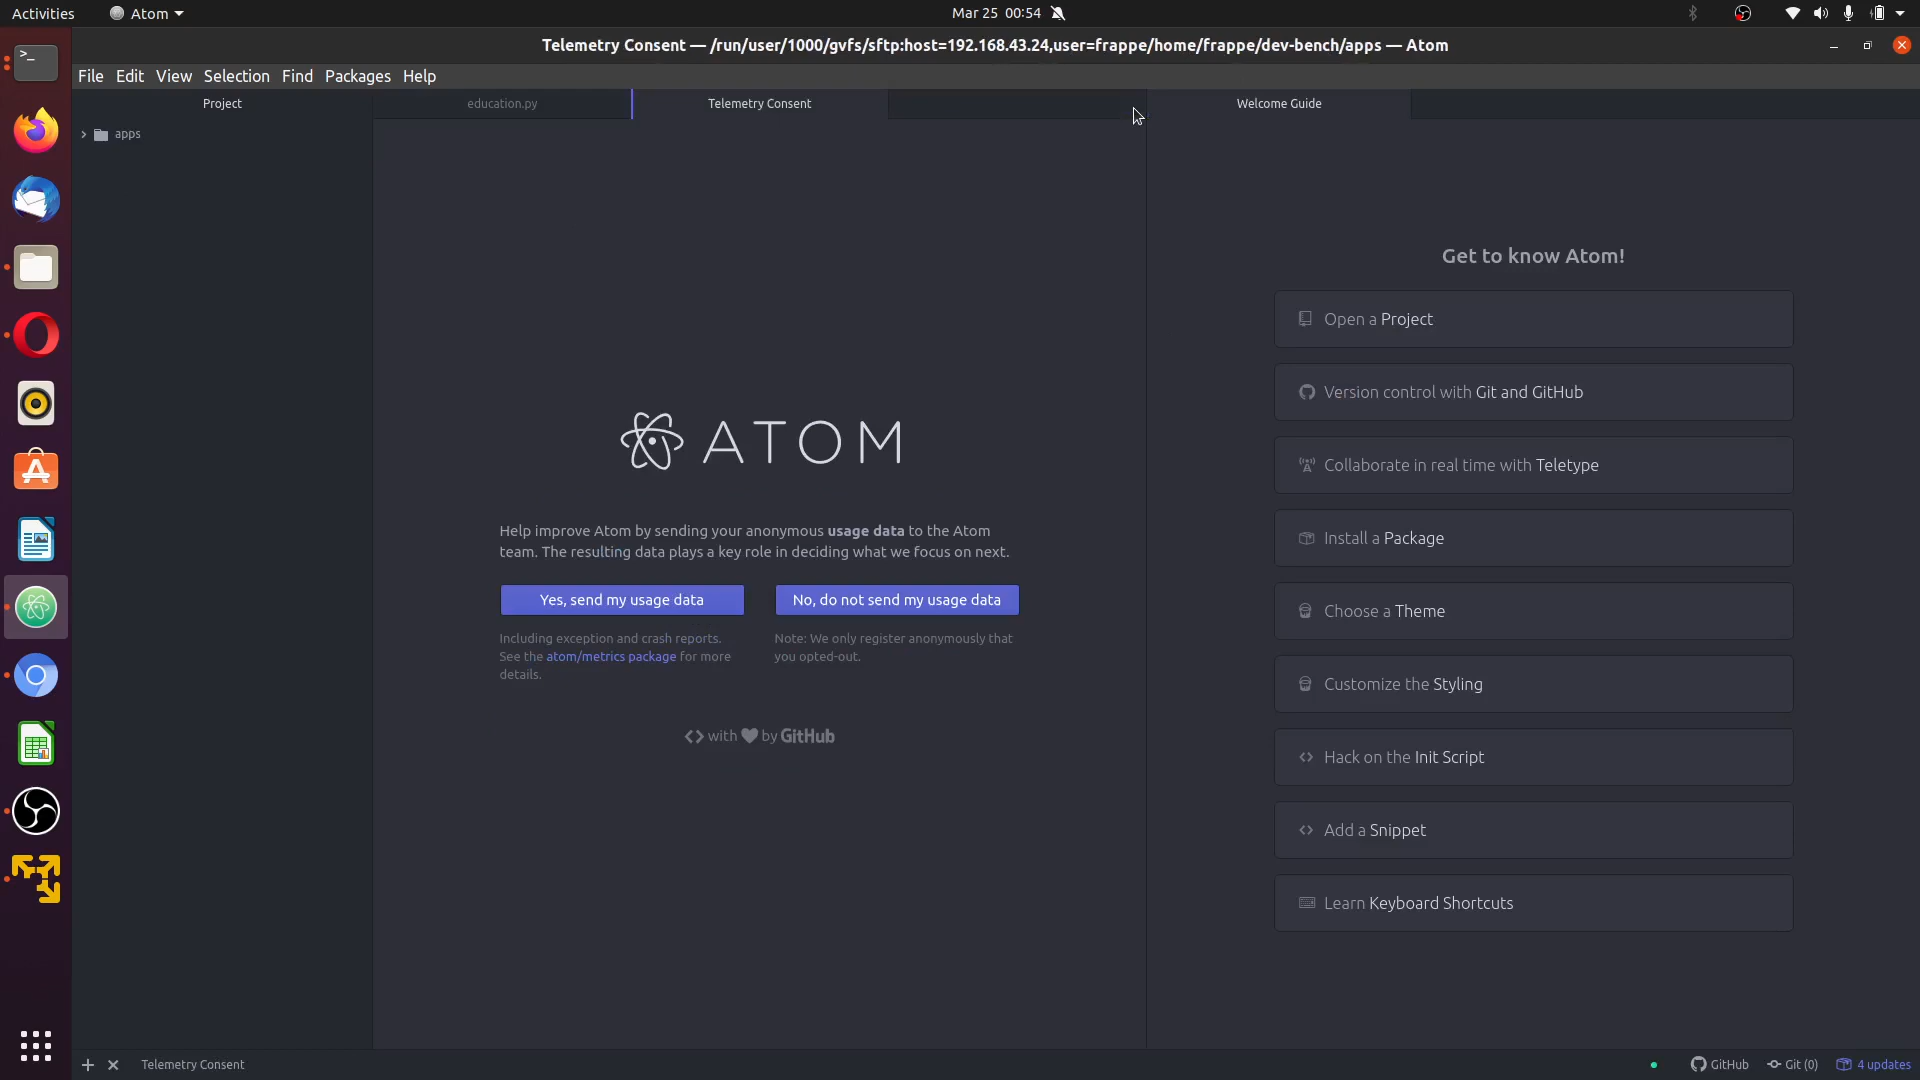 Activities
Atom
Mar 25 00:54
Telemetry Consent — /run/user/1000/gvfs/sftp:host=192.168.43.24,user=frappe/home/frappe/dev-bench/apps — Atom
File Edit View Selection Find Packages Help
Project
education.py
Telemetry Consent
Welcome Guide
apps
ATOM
Help improve Atom by sending your anonymous usage data to the Atom
team. The resulting data plays a key role in deciding what we focus on next.
Yes, send my usage data
No, do not send my usage data
Including exception and crash reports.
See the atom/metrics package for more
details.
Note: We only register anonymously that
you opted-out.
with by GitHub
Get to know Atom!
Open a Project
Version control with Git and GitHub
Collaborate in real time with Teletype
Install a Package
Choose a Theme
Customize the Styling
Hack on the Init Script
Add a Snippet
Learn Keyboard Shortcuts
Telemetry Consent
GitHub
Git (0)
4 updates